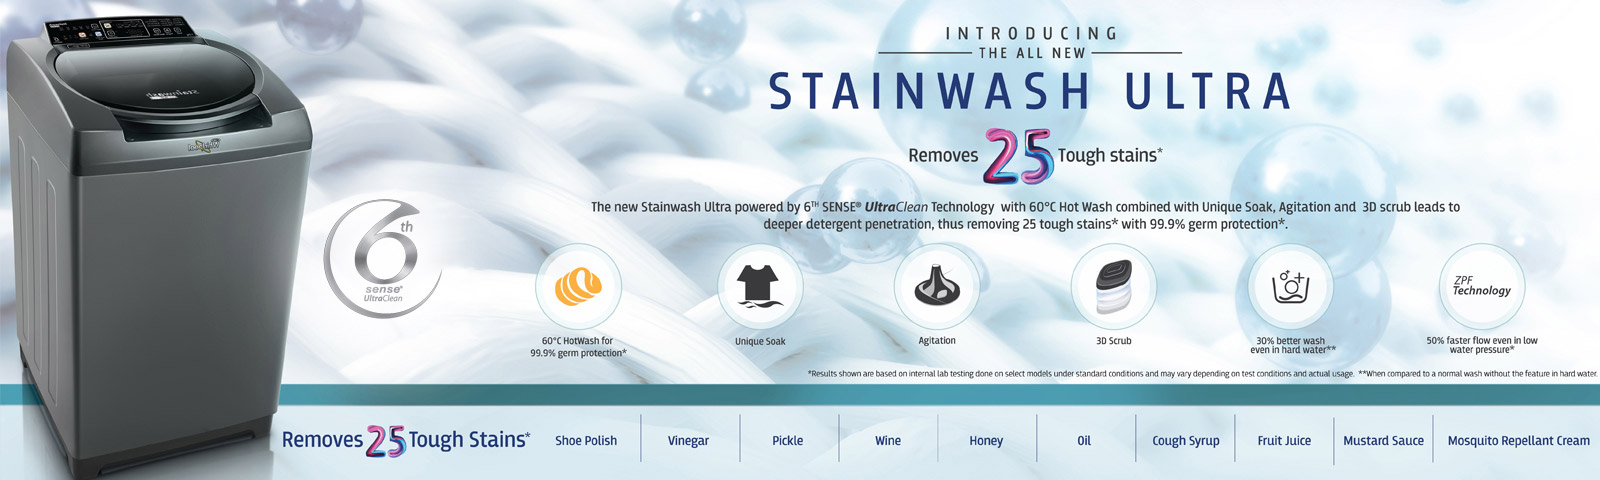 INTRODUCING
THE ALL NEW
STAINWASH ULTRA
Removes 25 Tough stains*
The new Stainwash Ultra powered by 6TH SENSE® UltraClean Technology with 60°C Hot Wash combined with Unique Soak, Agitation and 3D scrub leads to
deeper detergent penetration, thus removing 25 tough stains* with 99.9% germ protection*.
6th
sense®
UltraClean
60°C HotWash for
99.9% germ protection*
Unique Soak
Agitation
3D Scrub
30% better wash
even in hard water**
ZPF
Technology
50% faster flow even in low
water pressure*
*Results shown are based on internal lab testing done on select models under standard conditions and may vary depending on test conditions and actual usage. **When compared to a normal wash without the feature in hard water.
Removes 25 Tough Stains*
Shoe Polish
Vinegar
Pickle
Wine
Honey
Oil
Cough Syrup
Fruit Juice
Mustard Sauce
Mosquito Repellant Cream